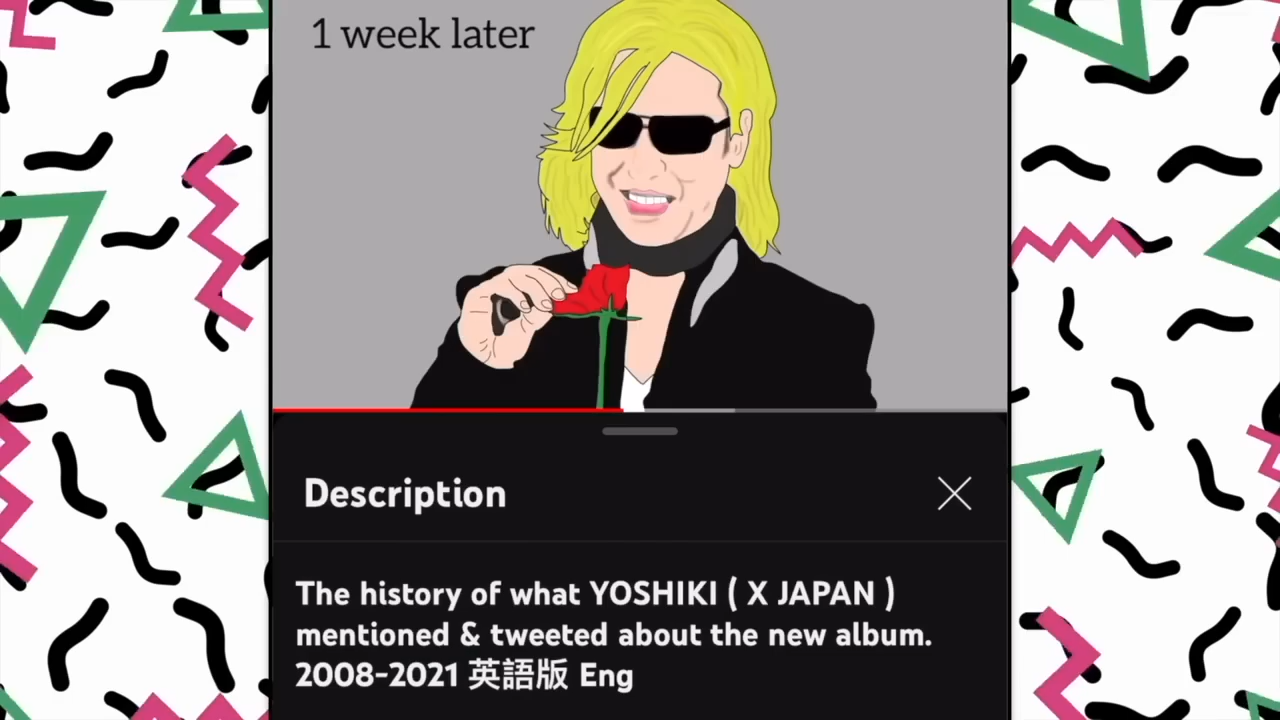 1 week later
Description
The history of what YOSHIKI ( X JAPAN )
mentioned & tweeted about the new album.
2008-2021 英語版 Eng